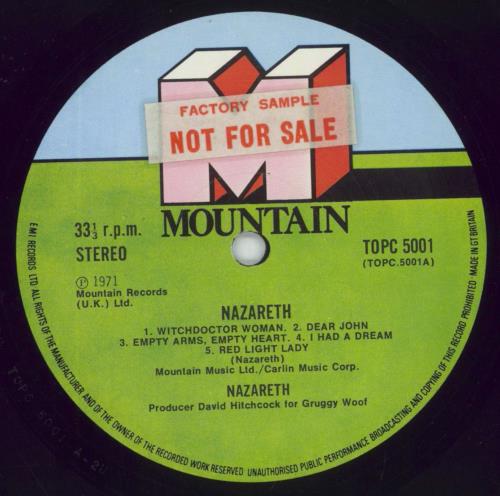 FACTORY SAMPLE
NOT FOR SALE
M
MOUNTAIN
33⅓ r.p.m.
STEREO
TOPC 5001
(TOPC.5001A)
℗ 1971
Mountain Records
(U.K.) Ltd.
NAZARETH
1. WITCHDOCTOR WOMAN. 2. DEAR JOHN
3. EMPTY ARMS, EMPTY HEART. 4. I HAD A DREAM
5. RED LIGHT LADY
(Nazareth)
Mountain Music Ltd./Carlin Music Corp.
NAZARETH
Producer David Hitchcock for Gruggy Woof
EMI RECORDS LTD. ALL RIGHTS OF THE MANUFACTURER AND OF THE OWNER OF THE RECORDED WORK RESERVED UNAUTHORISED PUBLIC PERFORMANCE BROADCASTING AND COPYING OF THIS RECORD PROHIBITED · MADE IN GT BRITAIN